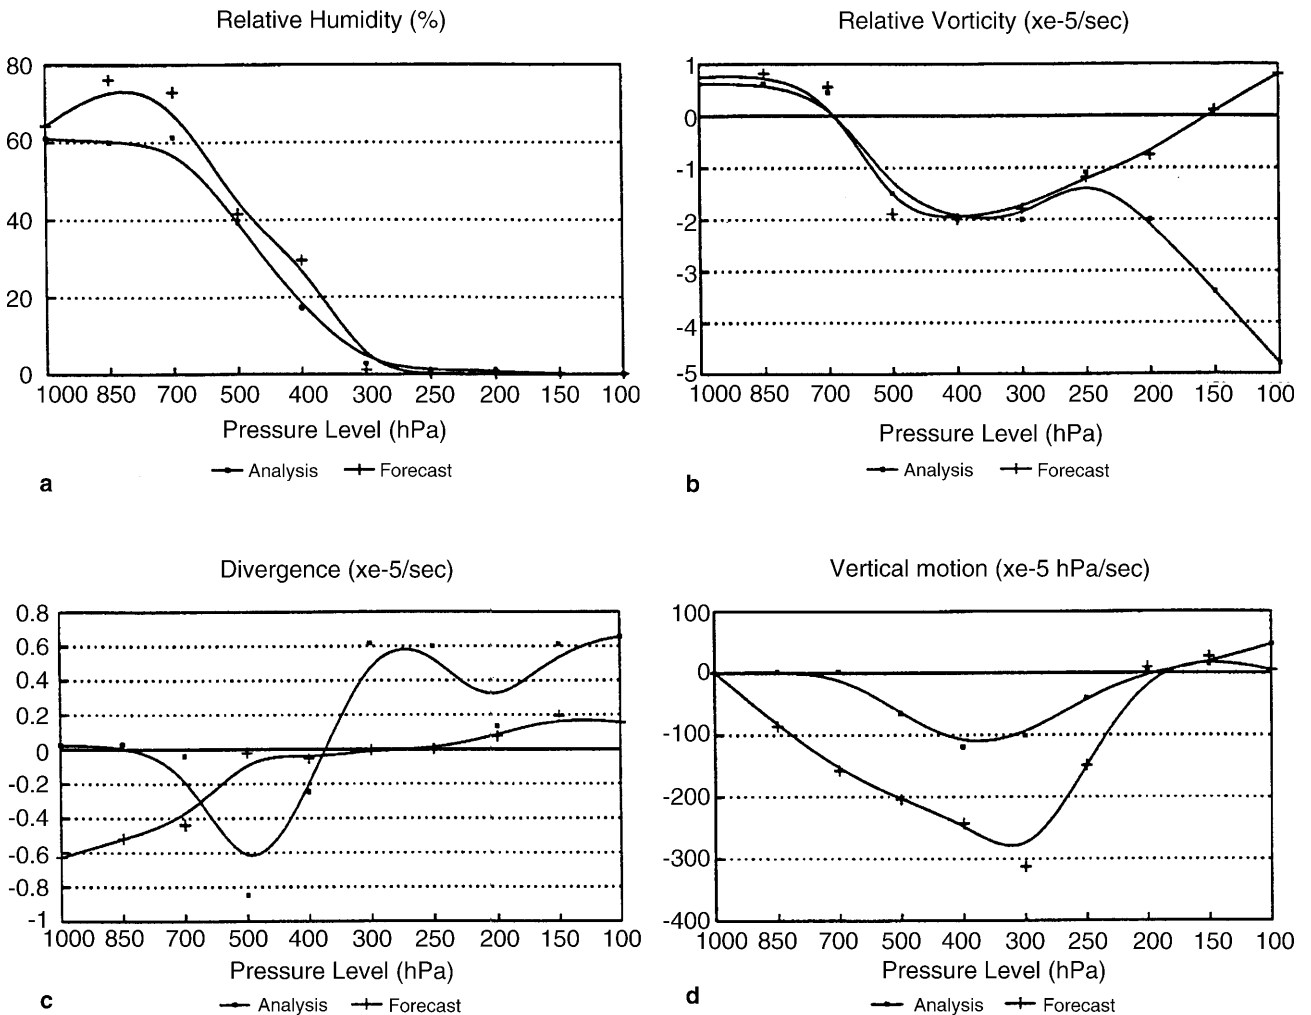 Relative Humidity (%)
80
60
40
20
0
1000 850 700 500 400 300 250 200 150 100
Pressure Level (hPa)
Analysis Forecast
a
Relative Vorticity (xe-5/sec)
1
0
-1
-2
-3
-4
-5
1000 850 700 500 400 300 250 200 150 100
Pressure Level (hPa)
Analysis Forecast
b
Divergence (xe-5/sec)
0.8
0.6
0.4
0.2
0
-0.2
-0.4
-0.6
-0.8
-1
1000 850 700 500 400 300 250 200 150 100
Pressure Level (hPa)
Analysis Forecast
c
Vertical motion (xe-5 hPa/sec)
100
0
-100
-200
-300
-400
1000 850 700 500 400 300 250 200 150 100
Pressure Level (hPa)
Analysis Forecast
d